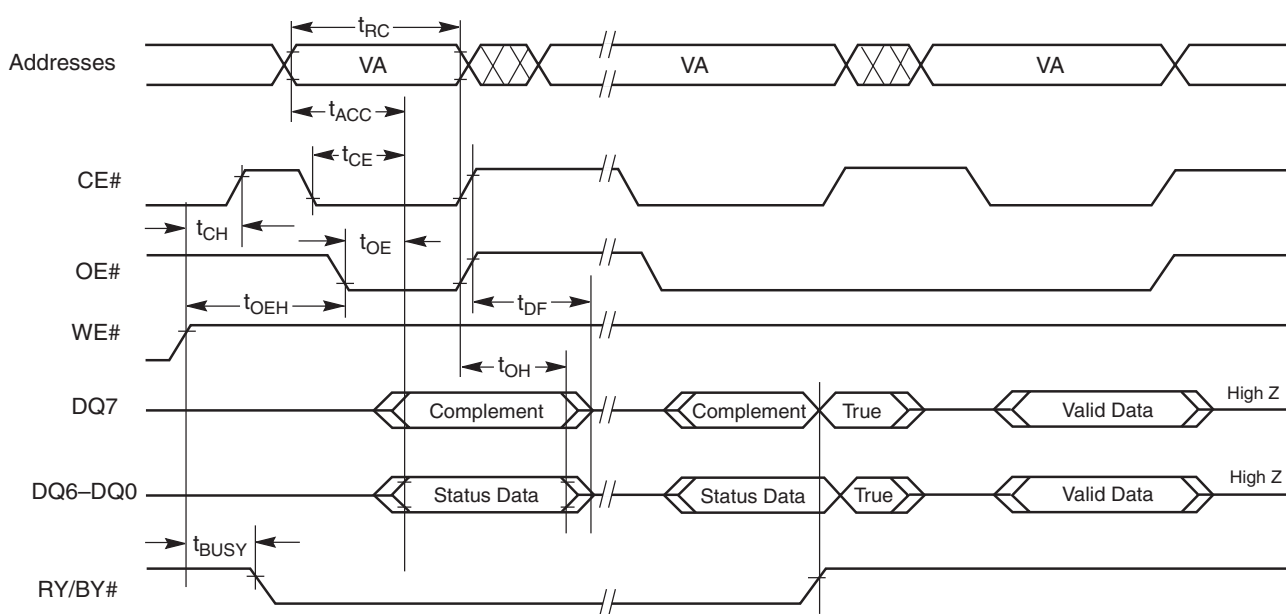 tRC
Addresses VA VA VA
tACC
tCE
CE#
tCH
tOE
OE#
tOEH tDF
WE#
tOH
DQ7 Complement Complement True Valid Data High Z
DQ6–DQ0 Status Data Status Data True Valid Data High Z
tBUSY
RY/BY#